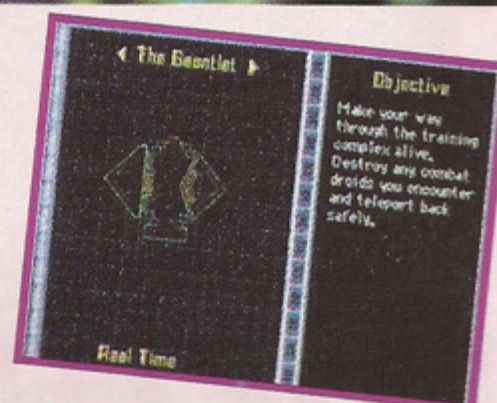 The Gauntlet
Objective
Make your way
through the training
complex alive.
Destroy any combat
droids you encounter
and teleport back
safely.
Real Time